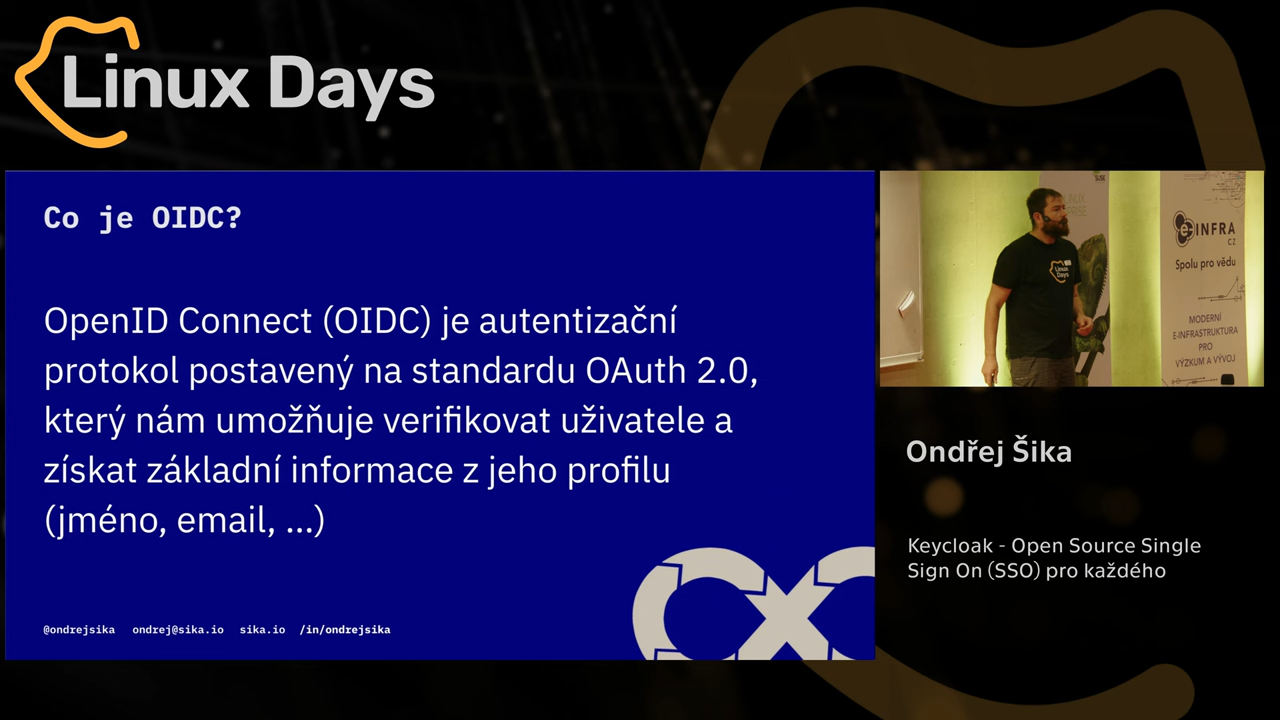 Linux Days
Co je OIDC?
OpenID Connect (OIDC) je autentizační
protokol postavený na standardu OAuth 2.0,
který nám umožňuje verifikovat uživatele a
získat základní informace z jeho profilu
(jméno, email, ...)
@ondrejsika ondrej@sika.io sika.io /in/ondrejsika
Linux
Days
e-INFRA
CZ
Spolu pro vědu
MODERNÍ
E-INFRASTRUKTURA
PRO
VÝZKUM A VÝVOJ
Ondřej Šika
Keycloak - Open Source Single
Sign On (SSO) pro každého